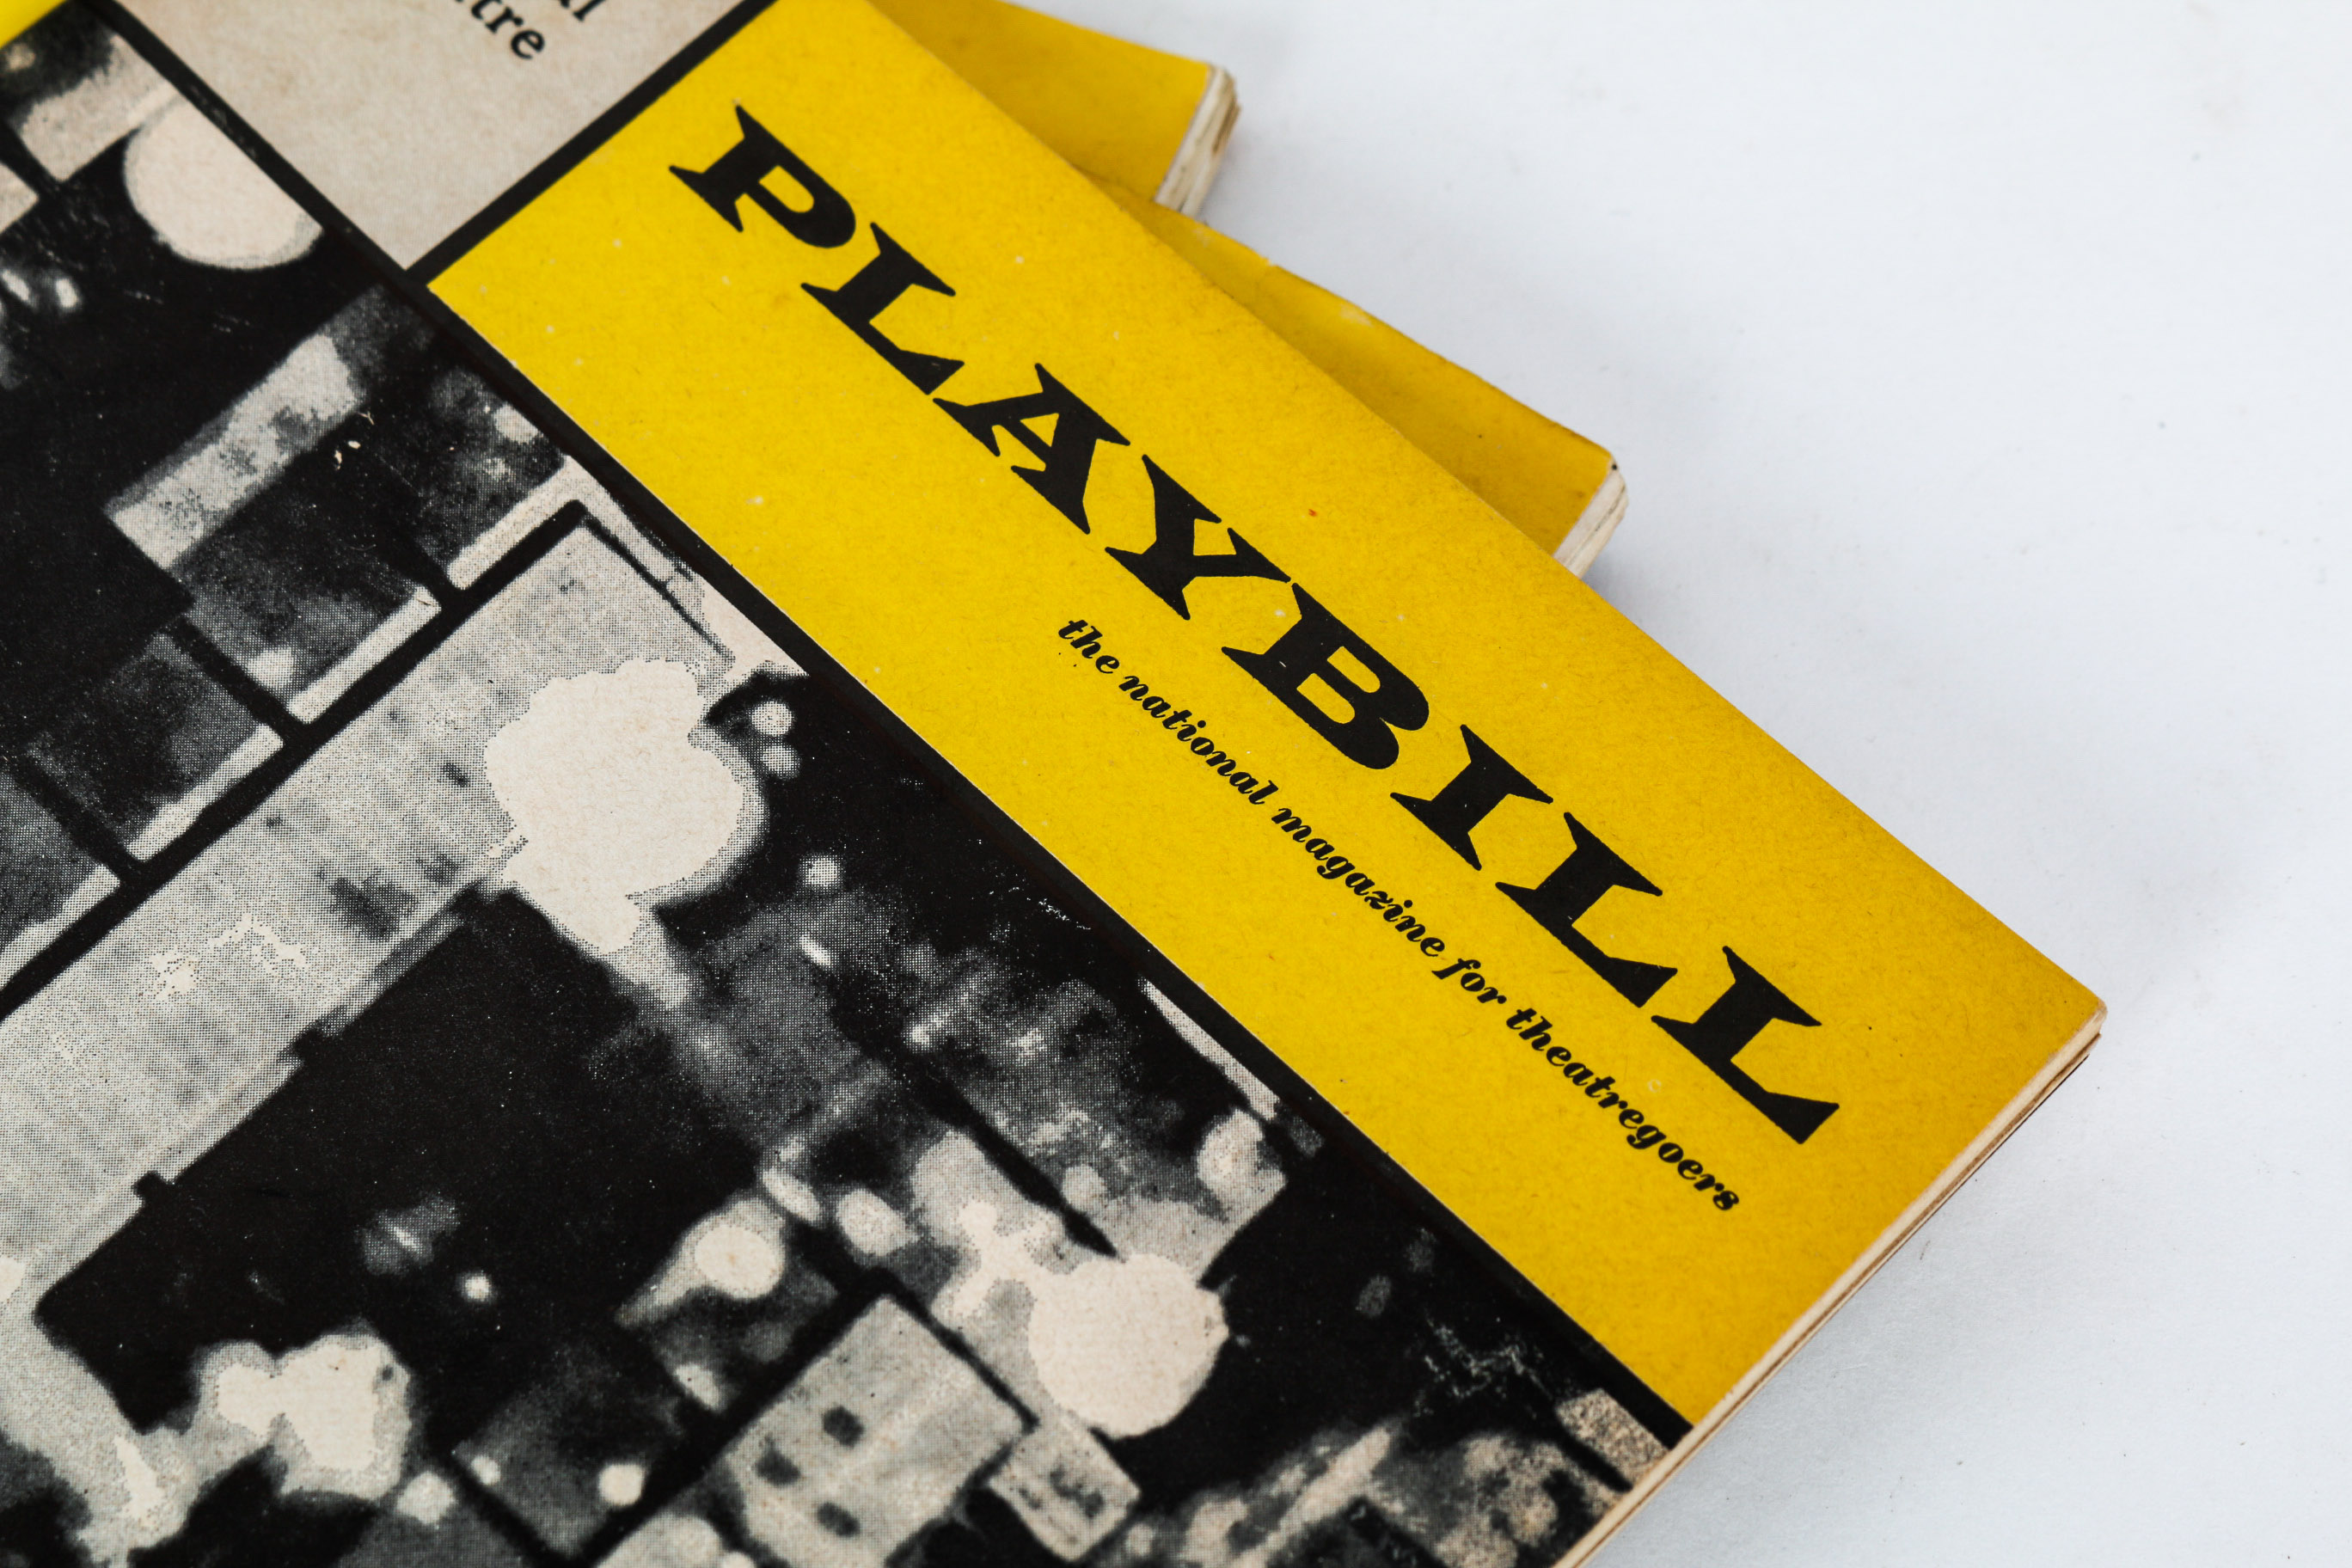 PLAYBILL
the national magazine for theatregoers